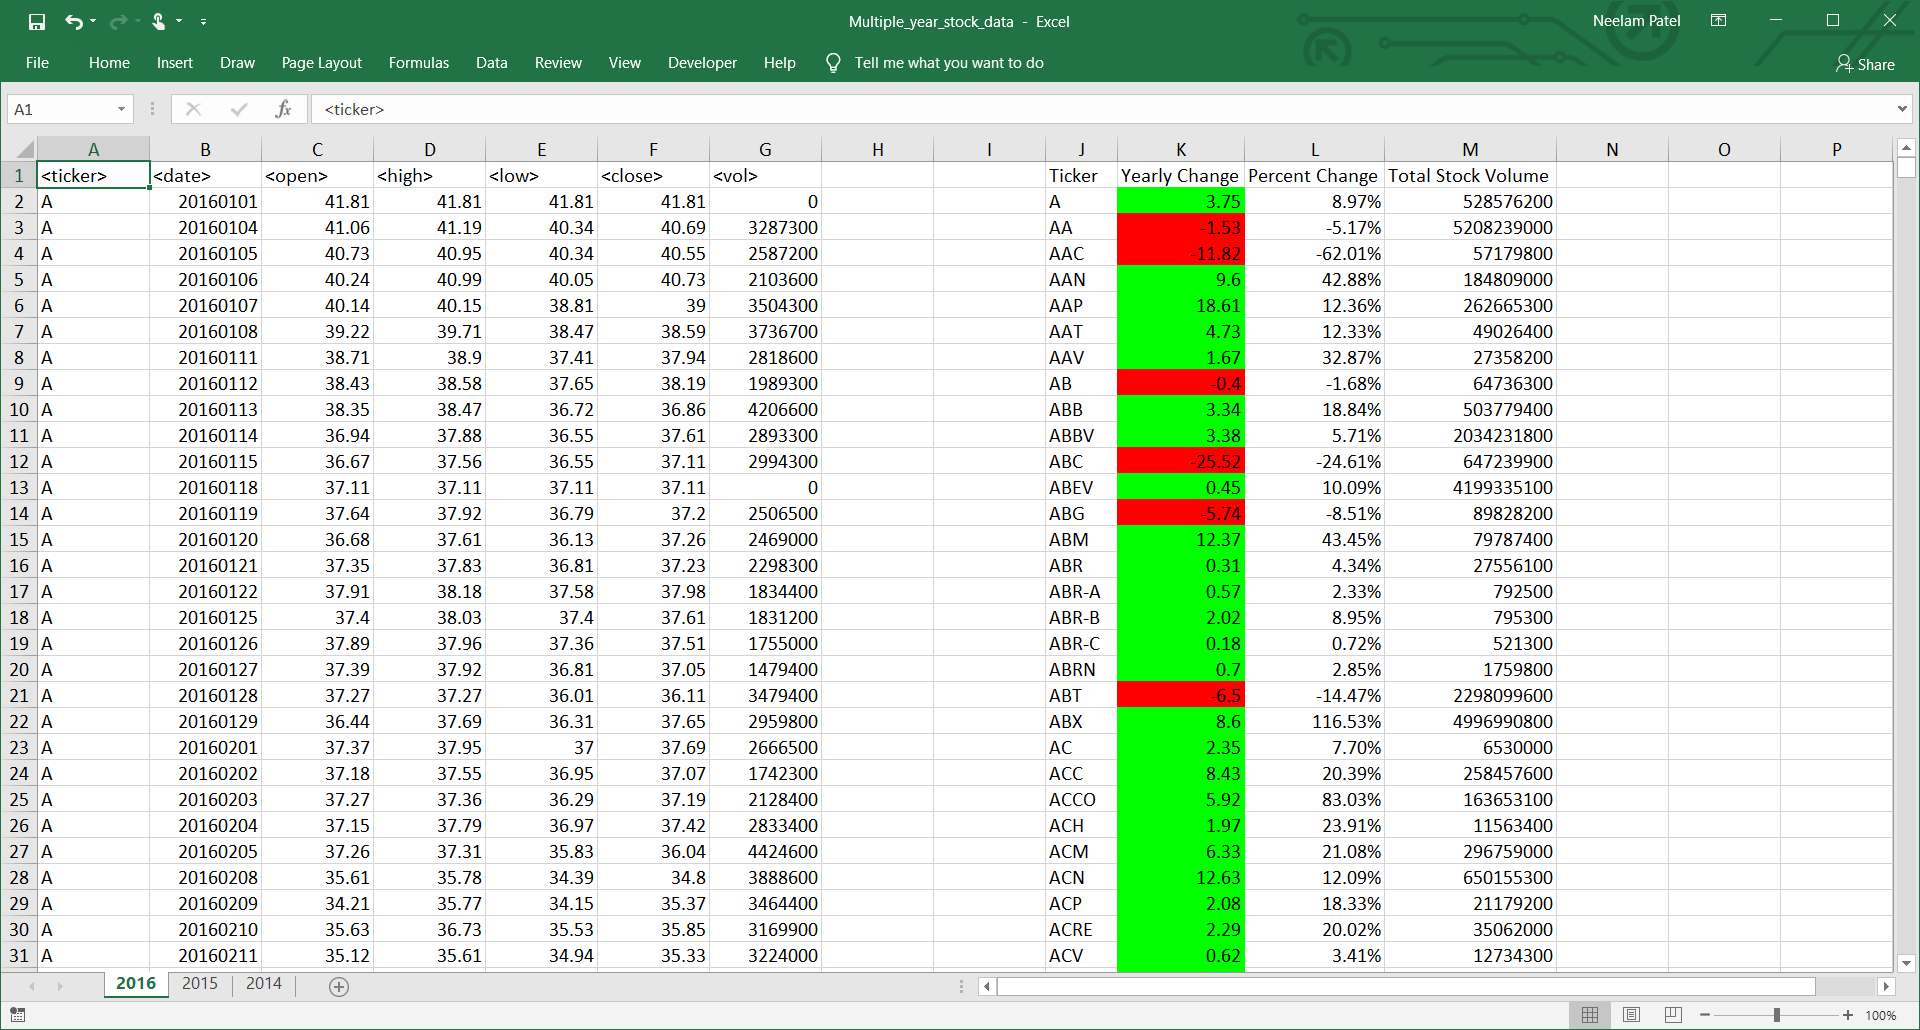 Multiple_year_stock_data - Excel
Neelam Patel
File Home Insert Draw Page Layout Formulas Data Review View Developer Help Tell me what you want to do Share
A1 fx <ticker>
A B C D E F G H I J K L M N O P
1 <ticker> <date> <open> <high> <low> <close> <vol> Ticker Yearly Change Percent Change Total Stock Volume
2 A 20160101 41.81 41.81 41.81 41.81 0 A 3.75 8.97% 528576200
3 A 20160104 41.06 41.19 40.34 40.69 3287300 AA -1.53 -5.17% 5208239000
4 A 20160105 40.73 40.95 40.34 40.55 2587200 AAC -11.82 -62.01% 57179800
5 A 20160106 40.24 40.99 40.05 40.73 2103600 AAN 9.6 42.88% 184809000
6 A 20160107 40.14 40.15 38.81 39 3504300 AAP 18.61 12.36% 262665300
7 A 20160108 39.22 39.71 38.47 38.59 3736700 AAT 4.73 12.33% 49026400
8 A 20160111 38.71 38.9 37.41 37.94 2818600 AAV 1.67 32.87% 27358200
9 A 20160112 38.43 38.58 37.65 38.19 1989300 AB -0.4 -1.68% 64736300
10 A 20160113 38.35 38.47 36.72 36.86 4206600 ABB 3.34 18.84% 503779400
11 A 20160114 36.94 37.88 36.55 37.61 2893300 ABBV 3.38 5.71% 2034231800
12 A 20160115 36.67 37.56 36.55 37.11 2994300 ABC -25.52 -24.61% 647239900
13 A 20160118 37.11 37.11 37.11 37.11 0 ABEV 0.45 10.09% 4199335100
14 A 20160119 37.64 37.92 36.79 37.2 2506500 ABG -5.74 -8.51% 89828200
15 A 20160120 36.68 37.61 36.13 37.26 2469000 ABM 12.37 43.45% 79787400
16 A 20160121 37.35 37.83 36.81 37.23 2298300 ABR 0.31 4.34% 27556100
17 A 20160122 37.91 38.18 37.58 37.98 1834400 ABR-A 0.57 2.33% 792500
18 A 20160125 37.4 38.03 37.4 37.61 1831200 ABR-B 2.02 8.95% 795300
19 A 20160126 37.89 37.96 37.36 37.51 1755000 ABR-C 0.18 0.72% 521300
20 A 20160127 37.39 37.92 36.81 37.05 1479400 ABRN 0.7 2.85% 1759800
21 A 20160128 37.27 37.27 36.01 36.11 3479400 ABT -6.5 -14.47% 2298099600
22 A 20160129 36.44 37.69 36.31 37.65 2959800 ABX 8.6 116.53% 4996990800
23 A 20160201 37.37 37.95 37 37.69 2666500 AC 2.35 7.70% 6530000
24 A 20160202 37.18 37.55 36.95 37.07 1742300 ACC 8.43 20.39% 258457600
25 A 20160203 37.27 37.36 36.29 37.19 2128400 ACCO 5.92 83.03% 163653100
26 A 20160204 37.15 37.79 36.97 37.42 2833400 ACH 1.97 23.91% 11563400
27 A 20160205 37.26 37.31 35.83 36.04 4424600 ACM 6.33 21.08% 296759000
28 A 20160208 35.61 35.78 34.39 34.8 3888600 ACN 12.63 12.09% 650155300
29 A 20160209 34.21 35.77 34.15 35.37 3464400 ACP 2.08 18.33% 21179200
30 A 20160210 35.63 36.73 35.53 35.85 3169900 ACRE 2.29 20.02% 35062000
31 A 20160211 35.12 35.61 34.94 35.33 3224000 ACV 0.62 3.41% 12734300
2016 2015 2014
100%